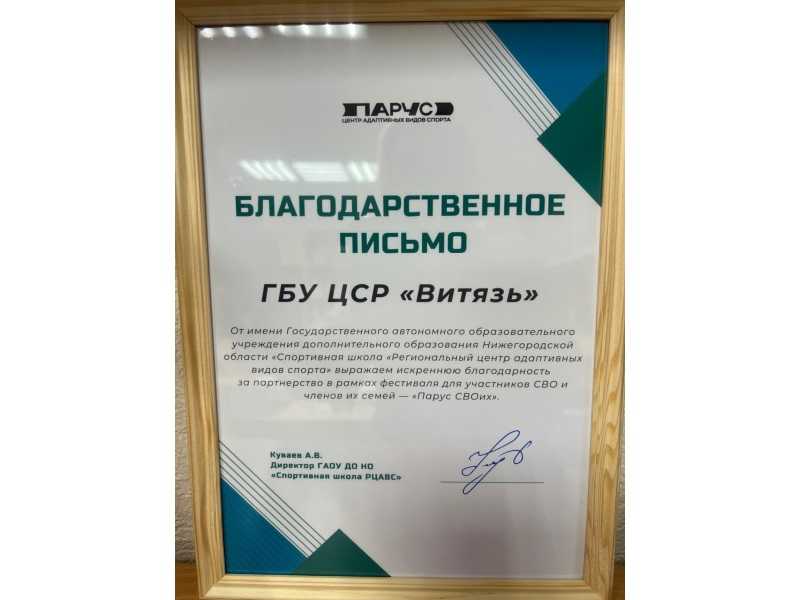 ПАРУС
ЦЕНТР АДАПТИВНЫХ ВИДОВ СПОРТА
БЛАГОДАРСТВЕННОЕ
ПИСЬМО
ГБУ ЦСР «Витязь»
От имени Государственного автономного образовательного
учреждения дополнительного образования Нижегородской
области «Спортивная школа «Региональный центр адаптивных
видов спорта» выражаем искреннюю благодарность
за партнерство в рамках фестиваля для участников СВО и
членов их семей — «Парус СВОих».
Куваев А.В.
Директор ГАОУ ДО НО
«Спортивная школа РЦАВС»